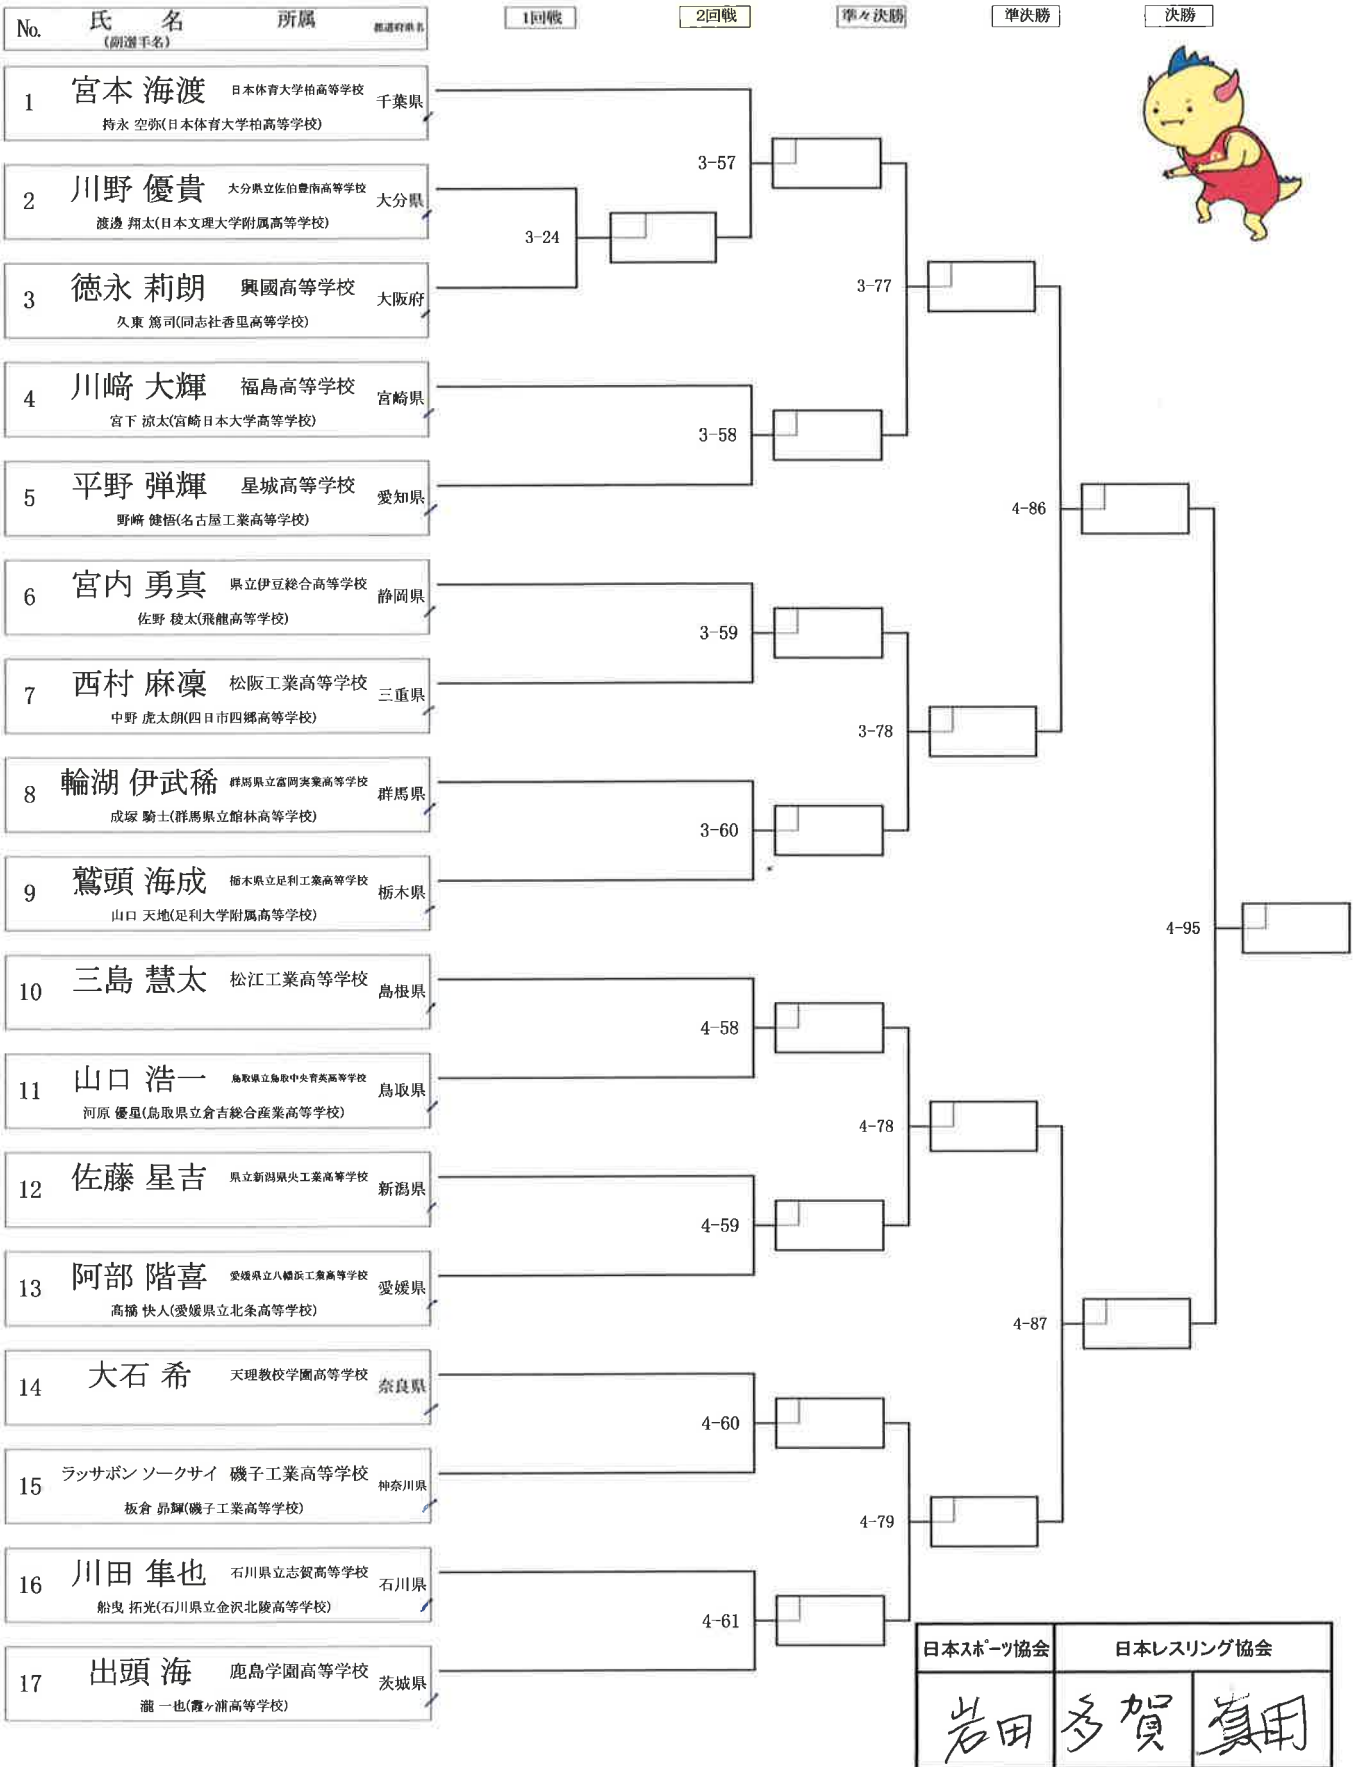 No. 氏 名 所属 都道府県名
(副選手名)
1回戦 2回戦 準々決勝 準決勝 決勝
1 宮本 海渡 日本体育大学柏高等学校 千葉県
持永 空弥(日本体育大学柏高等学校)
2 川野 優貴 大分県立佐伯豊南高等学校 大分県
渡邊 翔太(日本文理大学附属高等学校)
3 徳永 莉朗 興國高等学校 大阪府
久東 篤司(同志社香里高等学校)
4 川﨑 大輝 福島高等学校 宮崎県
宮下 涼太(宮崎日本大学高等学校)
5 平野 弾輝 星城高等学校 愛知県
野﨑 健悟(名古屋工業高等学校)
6 宮内 勇真 県立伊豆総合高等学校 静岡県
佐野 稜太(飛龍高等学校)
7 西村 麻凜 松阪工業高等学校 三重県
中野 虎太朗(四日市四郷高等学校)
8 輪湖 伊武稀 群馬県立富岡実業高等学校 群馬県
成塚 騎士(群馬県立館林高等学校)
9 鷲頭 海成 栃木県立足利工業高等学校 栃木県
山口 天地(足利大学附属高等学校)
10 三島 慧太 松江工業高等学校 島根県
11 山口 浩一 鳥取県立鳥取中央育英高等学校 鳥取県
河原 優星(鳥取県立倉吉総合産業高等学校)
12 佐藤 星吉 県立新潟県央工業高等学校 新潟県
13 阿部 階喜 愛媛県立八幡浜工業高等学校 愛媛県
高橋 快人(愛媛県立北条高等学校)
14 大石 希 天理教校学園高等学校 奈良県
15 ラッサボン ソークサイ 磯子工業高等学校 神奈川県
板倉 昴輝(磯子工業高等学校)
16 川田 隼也 石川県立志賀高等学校 石川県
船曳 拓光(石川県立金沢北陵高等学校)
17 出頭 海 鹿島学園高等学校 茨城県
瀧 一也(霞ヶ浦高等学校)
3-24
3-57
3-58
3-59
3-60
4-58
4-59
4-60
4-61
3-77
3-78
4-78
4-79
4-86
4-87
4-95
日本スポーツ協会 日本レスリング協会
岩田 多賀